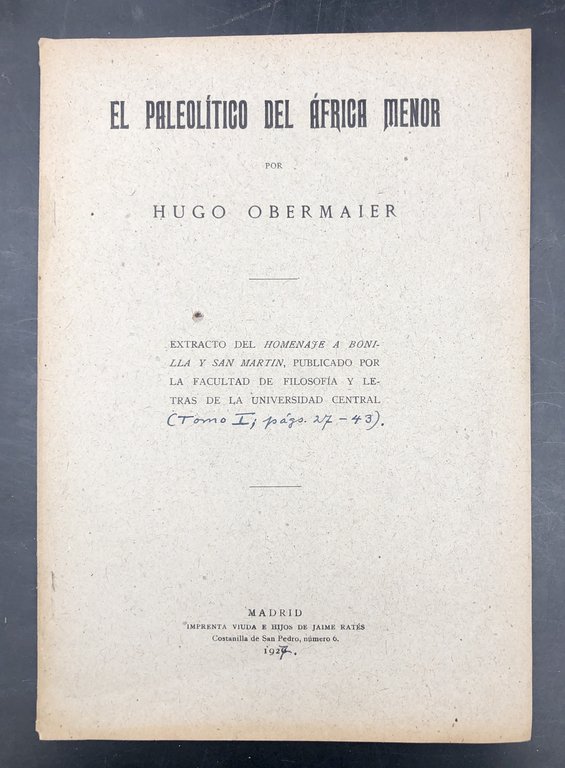 EL PALEOLÍTICO DEL ÁFRICA MENOR
POR
HUGO OBERMAIER
EXTRACTO DEL HOMENAJE A BONI-
LLA Y SAN MARTIN, PUBLICADO POR
LA FACULTAD DE FILOSOFÍA Y LE-
TRAS DE LA UNIVERSIDAD CENTRAL
(Tomo I; págs. 27-43).
MADRID
IMPRENTA VIUDA E HIJOS DE JAIME RATÉS
Costanilla de San Pedro, número 6.
1927.